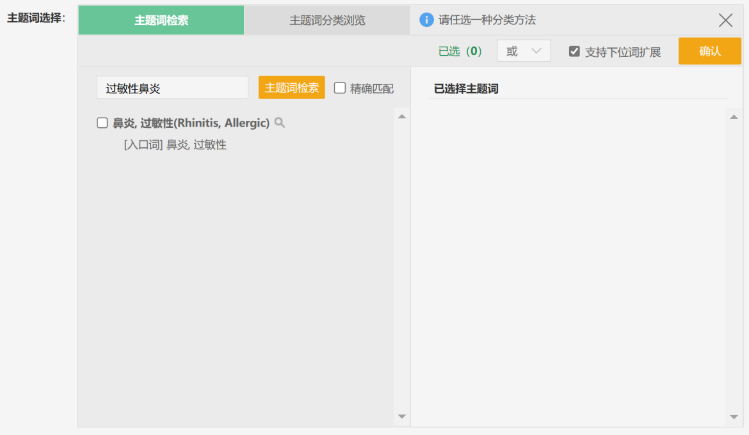 主题词选择:
主题词检索 主题词分类浏览 请任选一种分类方法
已选（0） 或 支持下位词扩展 确认
过敏性鼻炎 主题词检索 精确匹配 已选择主题词
鼻炎, 过敏性(Rhinitis, Allergic)
[入口词] 鼻炎, 过敏性